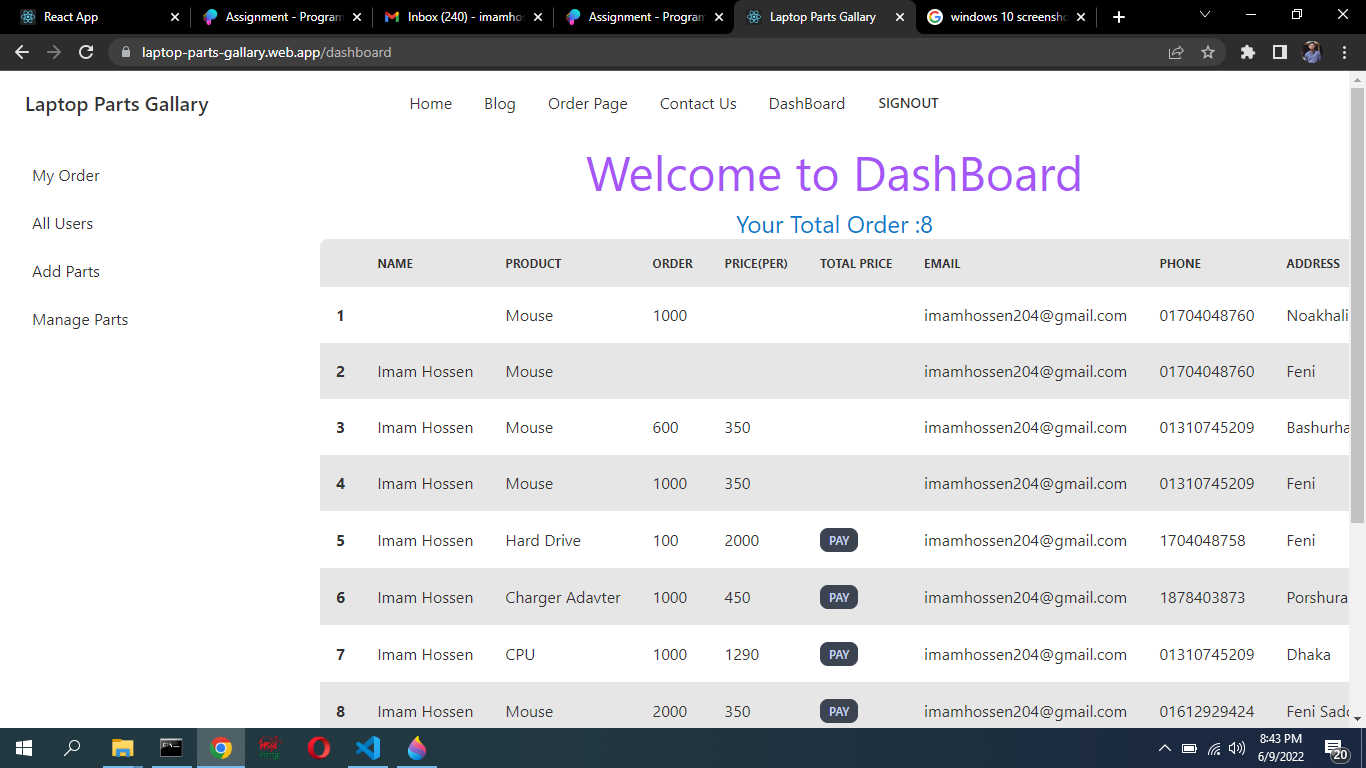 React App
Assignment - Program
Inbox (240) - imamhos
Assignment - Program
Laptop Parts Gallary
windows 10 screensh
laptop-parts-gallary.web.app/dashboard
Laptop Parts Gallary
Home Blog Order Page Contact Us DashBoard SIGNOUT
My Order
All Users
Add Parts
Manage Parts
Welcome to DashBoard
Your Total Order :8
NAME PRODUCT ORDER PRICE(PER) TOTAL PRICE EMAIL PHONE ADDRESS
1 Mouse 1000 imamhossen204@gmail.com 01704048760 Noakhali
2 Imam Hossen Mouse imamhossen204@gmail.com 01704048760 Feni
3 Imam Hossen Mouse 600 350 imamhossen204@gmail.com 01310745209 Bashurha
4 Imam Hossen Mouse 1000 350 imamhossen204@gmail.com 01310745209 Feni
5 Imam Hossen Hard Drive 100 2000 PAY imamhossen204@gmail.com 1704048758 Feni
6 Imam Hossen Charger Adavter 1000 450 PAY imamhossen204@gmail.com 1878403873 Porshura
7 Imam Hossen CPU 1000 1290 PAY imamhossen204@gmail.com 01310745209 Dhaka
8 Imam Hossen Mouse 2000 350 PAY imamhossen204@gmail.com 01612929424 Feni Sad
8:43 PM
6/9/2022
20